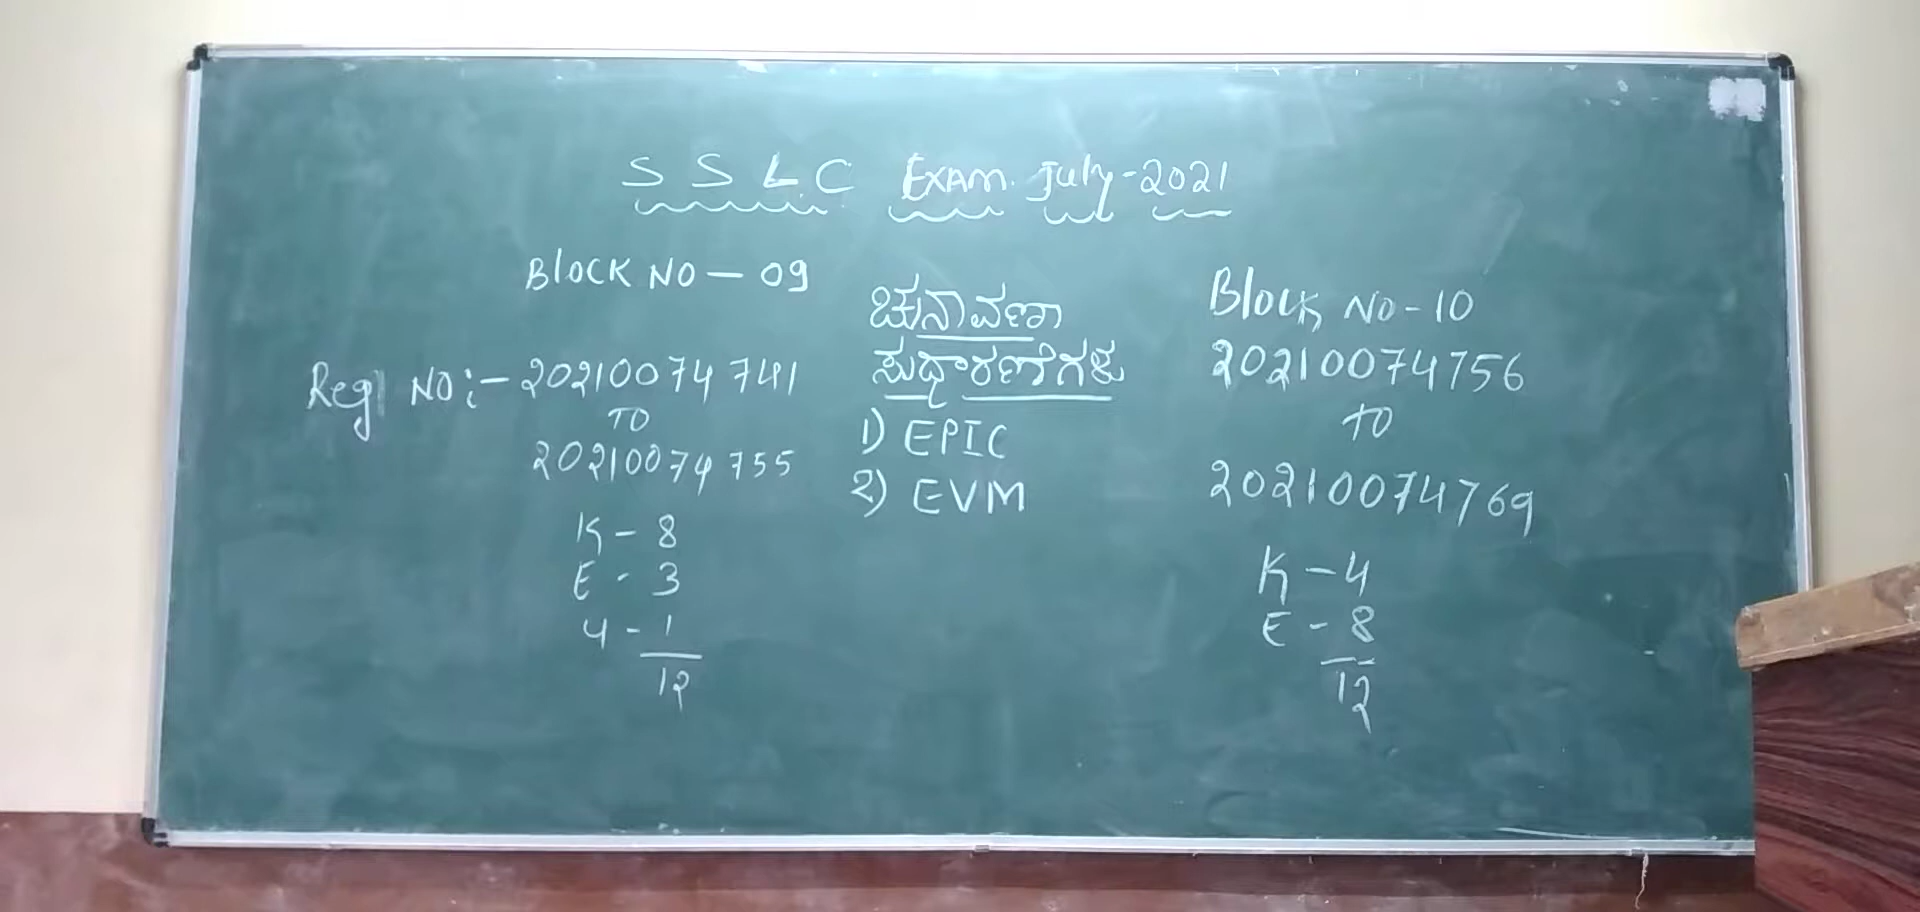 S S L C Exam July-2021
Block No - 09
Reg No:- 20210074741
TO
20210074755
K - 8
E - 3
4 - 1
12
ಚುನಾವಣಾ
ಸುಧಾರಣೆಗಳು
1) EPIC
2) EVM
Block No - 10
20210074756
TO
20210074769
K - 4
E - 8
12